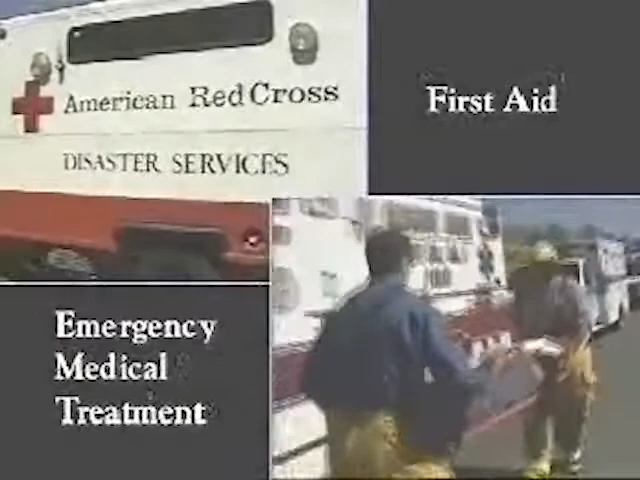 American Red Cross
DISASTER SERVICES
First Aid
Emergency
Medical
Treatment